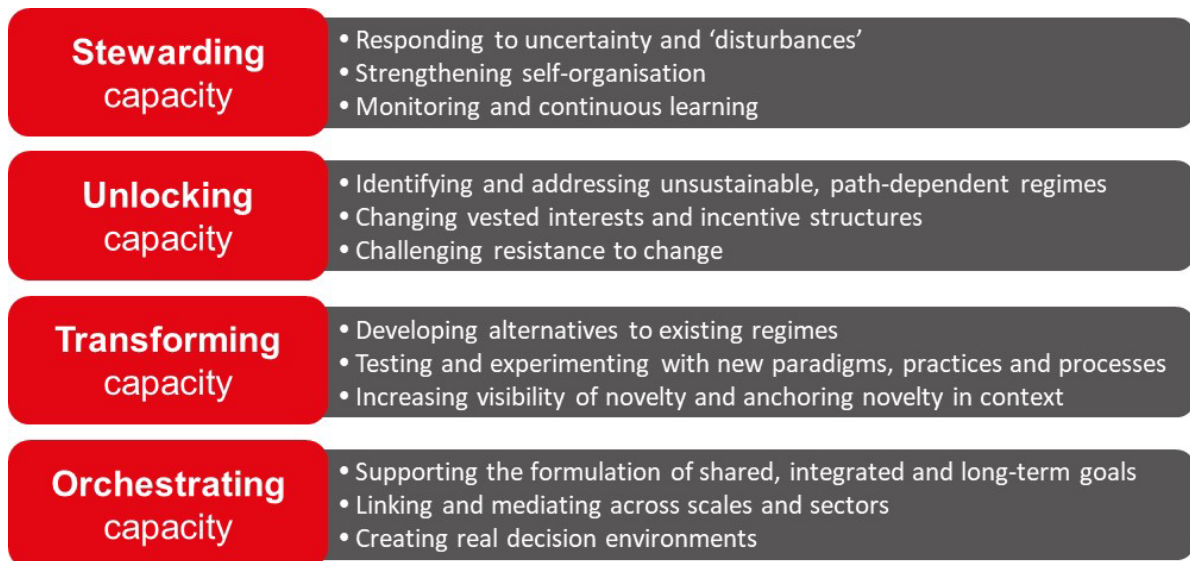 Stewarding
capacity
• Responding to uncertainty and ‘disturbances’
• Strengthening self-organisation
• Monitoring and continuous learning
Unlocking
capacity
• Identifying and addressing unsustainable, path-dependent regimes
• Changing vested interests and incentive structures
• Challenging resistance to change
Transforming
capacity
• Developing alternatives to existing regimes
• Testing and experimenting with new paradigms, practices and processes
• Increasing visibility of novelty and anchoring novelty in context
Orchestrating
capacity
• Supporting the formulation of shared, integrated and long-term goals
• Linking and mediating across scales and sectors
• Creating real decision environments